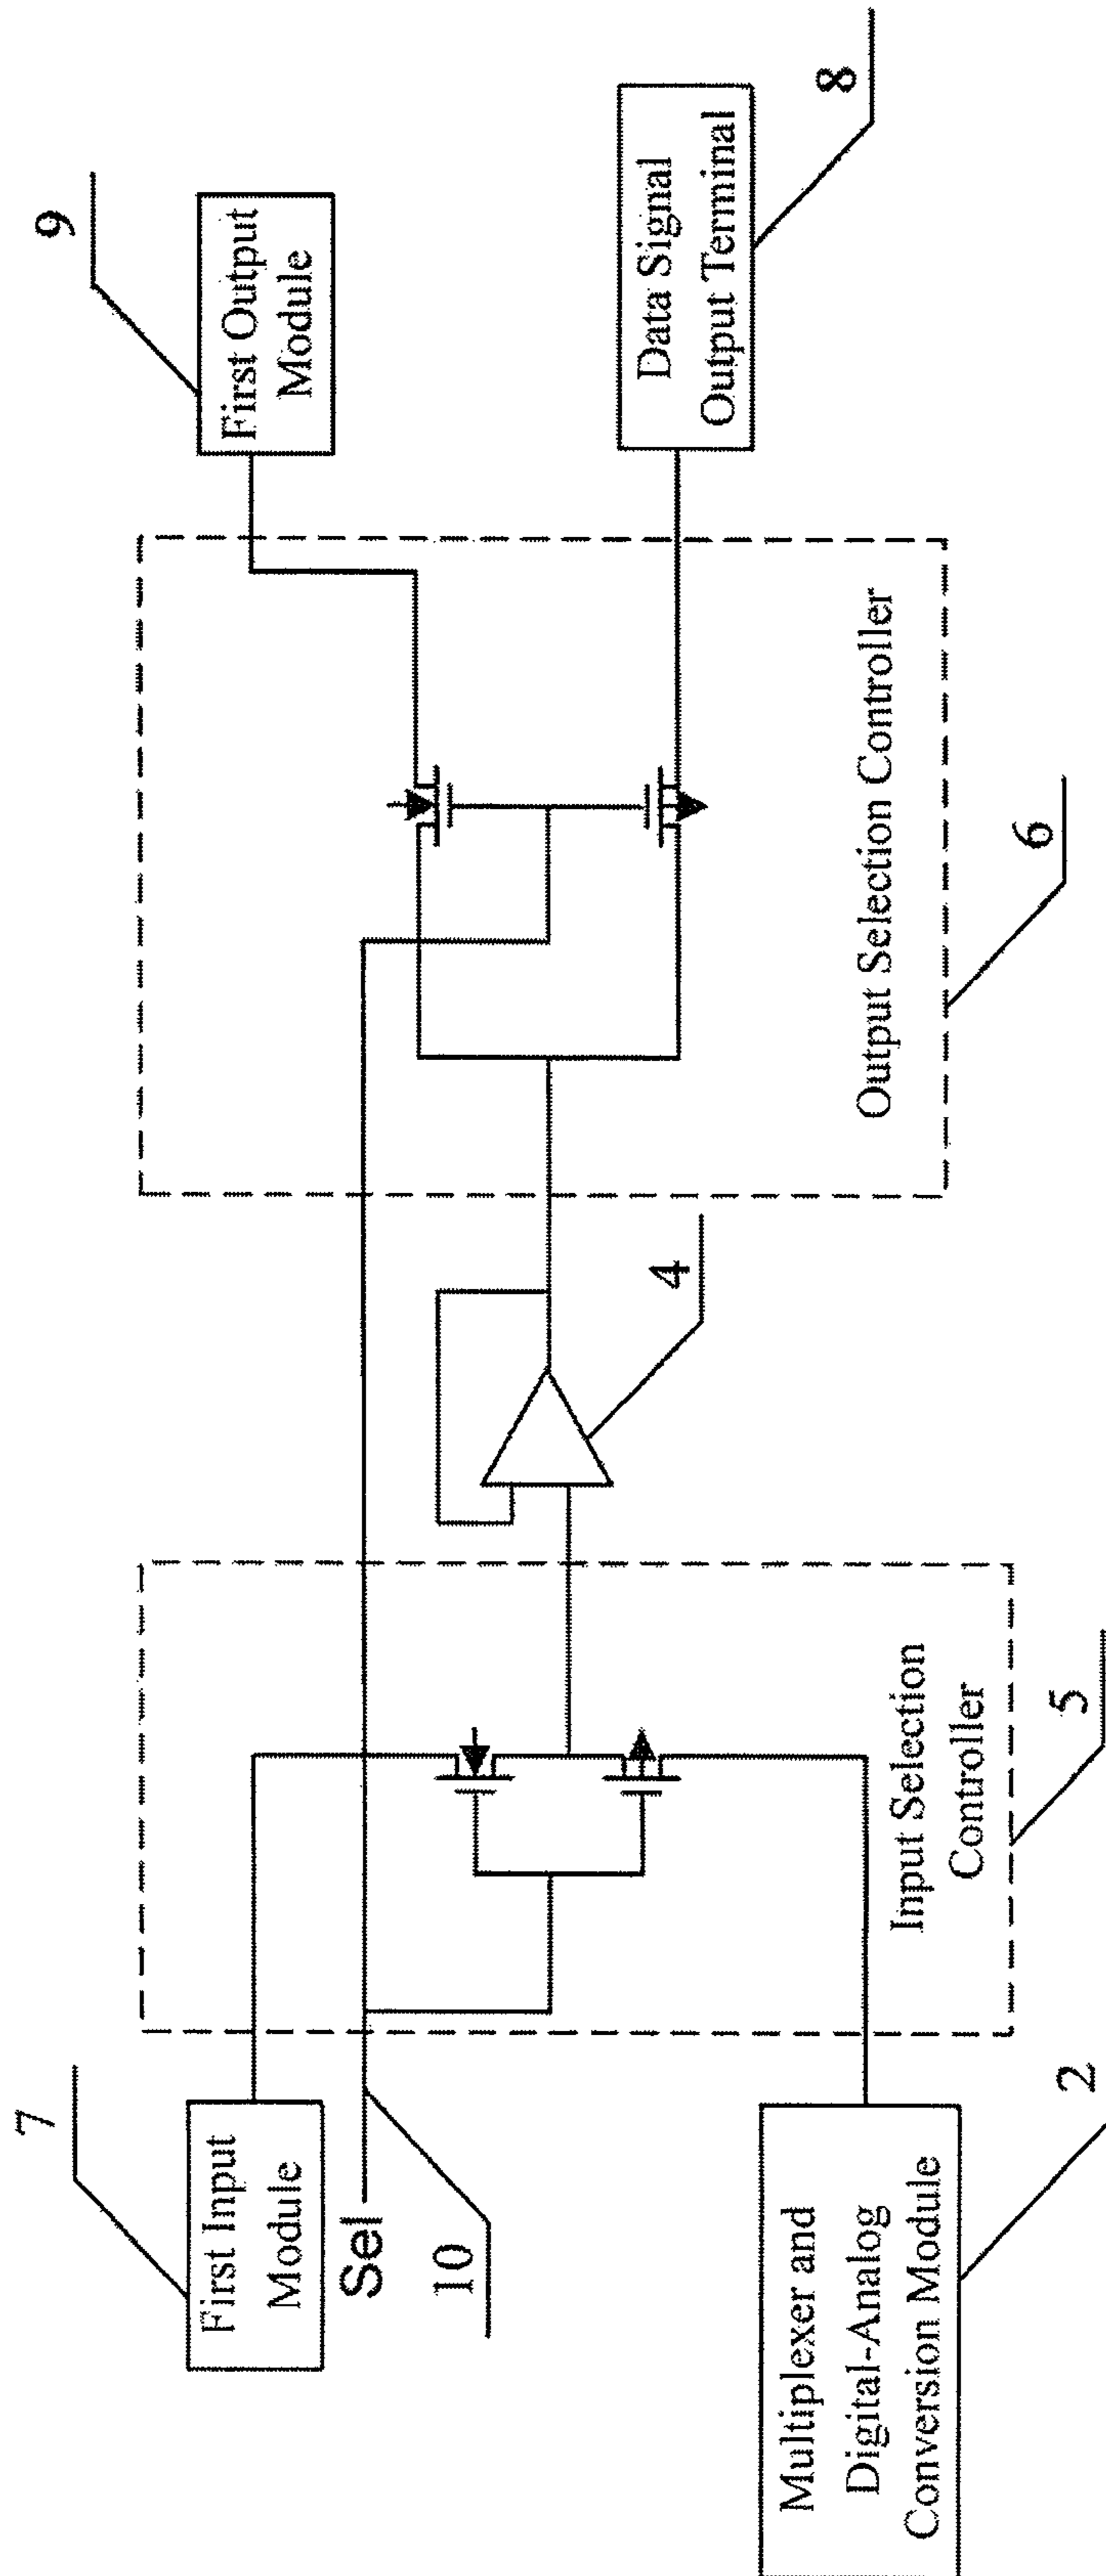 7
First Input
Module
Sel
10
Multiplexer and
Digital-Analog
Conversion Module
2
Input Selection
Controller
5
4
Output Selection Controller
6
9
First Output
Module
Data Signal
Output Terminal
8